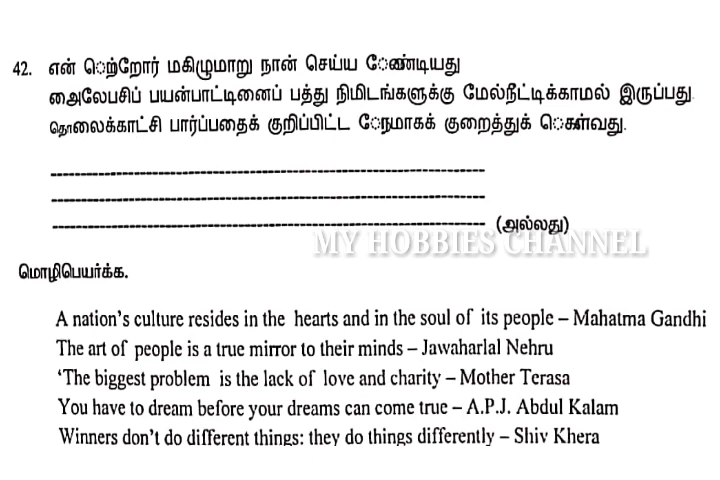 42. என் ெற்றோர் மகிழுமாறு நான் செய்ய ேண்டியது
அைலேபசிப் பயன்பாட்டினைப் பத்து நிமிடங்களுக்கு மேல்நீட்டிக்காமல் இருப்பது.
தொலைக்காட்சி பார்ப்பதைக் குறிப்பிட்ட ேநமாகக் குறைத்துக் ெகள்வது.
--------------------
--------------------
-------------------- (அல்லது)
MY HOBBIES CHANNEL
மொழிபெயர்க்க.
A nation's culture resides in the hearts and in the soul of its people – Mahatma Gandhi
The art of people is a true mirror to their minds – Jawaharlal Nehru
'The biggest problem is the lack of love and charity – Mother Terasa
You have to dream before your dreams can come true – A.P.J. Abdul Kalam
Winners don't do different things: they do things differently – Shiv Khera